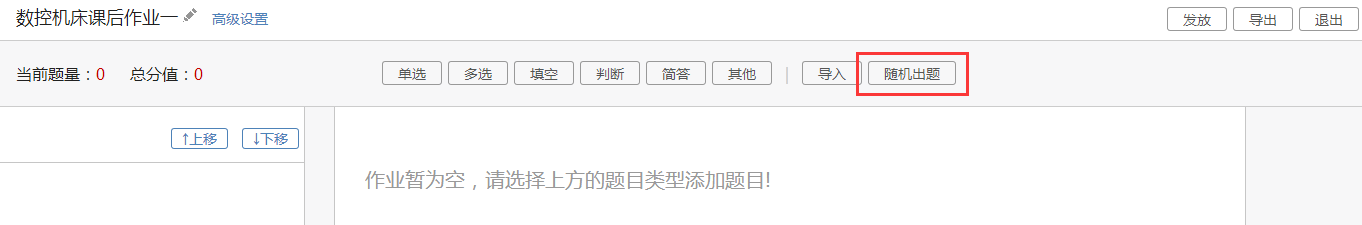 数控机床课后作业一 高级设置 发放 导出 退出
当前题量：0 总分值：0 单选 多选 填空 判断 简答 其他 | 导入 随机出题
↑上移 ↓下移
作业暂为空，请选择上方的题目类型添加题目!